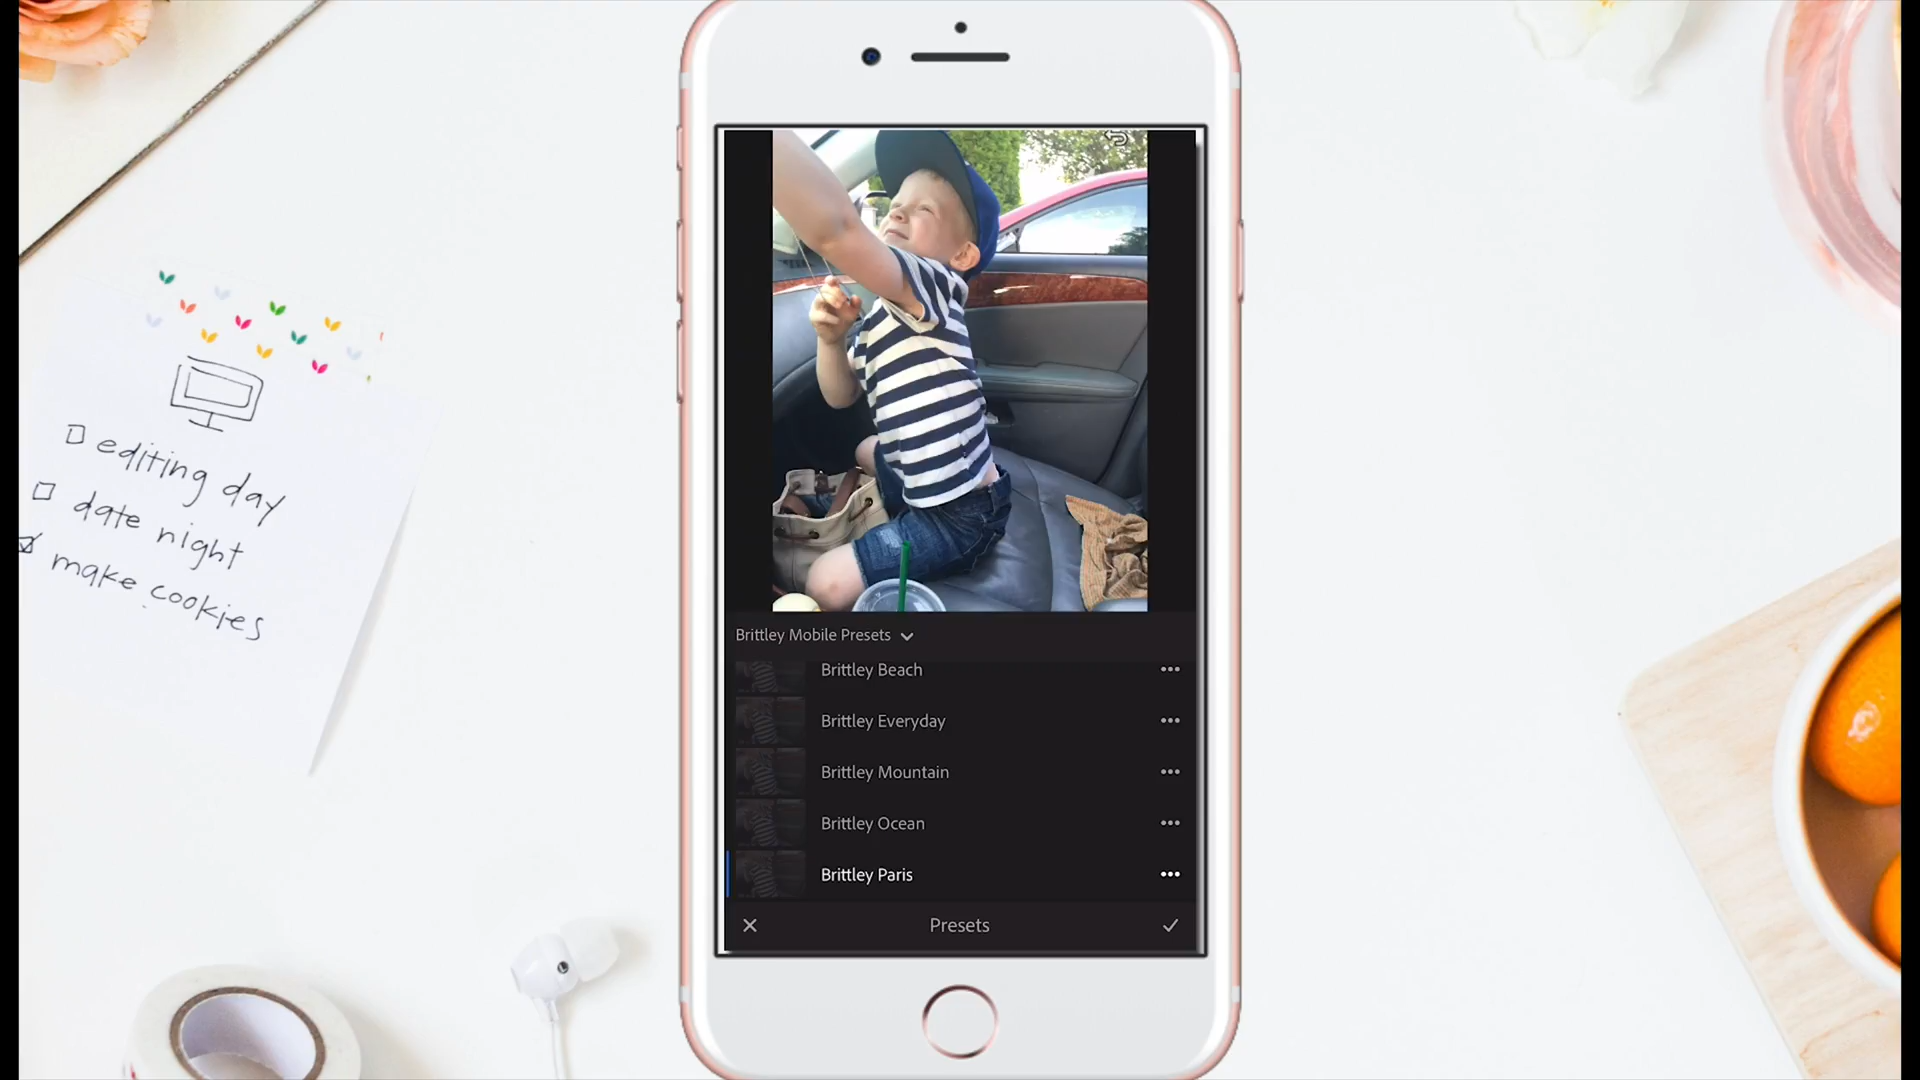 editing day
date night
make cookies
Brittley Mobile Presets
Brittley Beach
Brittley Everyday
Brittley Mountain
Brittley Ocean
Brittley Paris
Presets